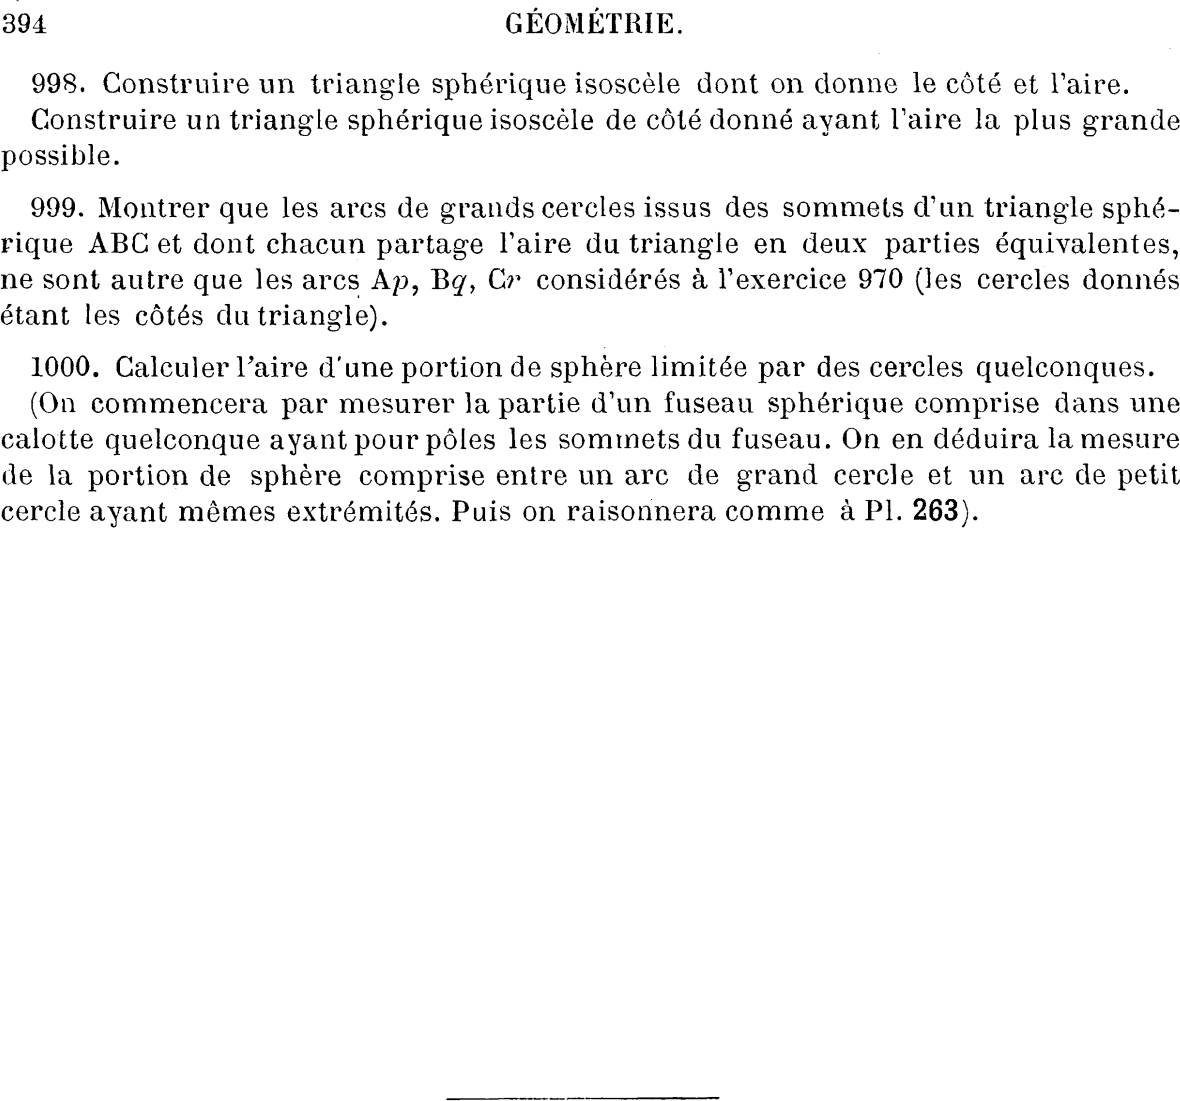 394 GÉOMÉTRIE.
998. Construire un triangle sphérique isoscèle dont on donne le côté et l'aire.
Construire un triangle sphérique isoscèle de côté donné ayant l'aire la plus grande
possible.
999. Montrer que les arcs de grands cercles issus des sommets d'un triangle sphé-
rique ABC et dont chacun partage l'aire du triangle en deux parties équivalentes,
ne sont autre que les arcs Ap, Bq, Cr considérés à l'exercice 970 (les cercles donnés
étant les côtés du triangle).
1000. Calculer l'aire d'une portion de sphère limitée par des cercles quelconques.
(On commencera par mesurer la partie d'un fuseau sphérique comprise dans une
calotte quelconque ayant pour pôles les sommets du fuseau. On en déduira la mesure
de la portion de sphère comprise entre un arc de grand cercle et un arc de petit
cercle ayant mêmes extrémités. Puis on raisonnera comme à Pl. 263).